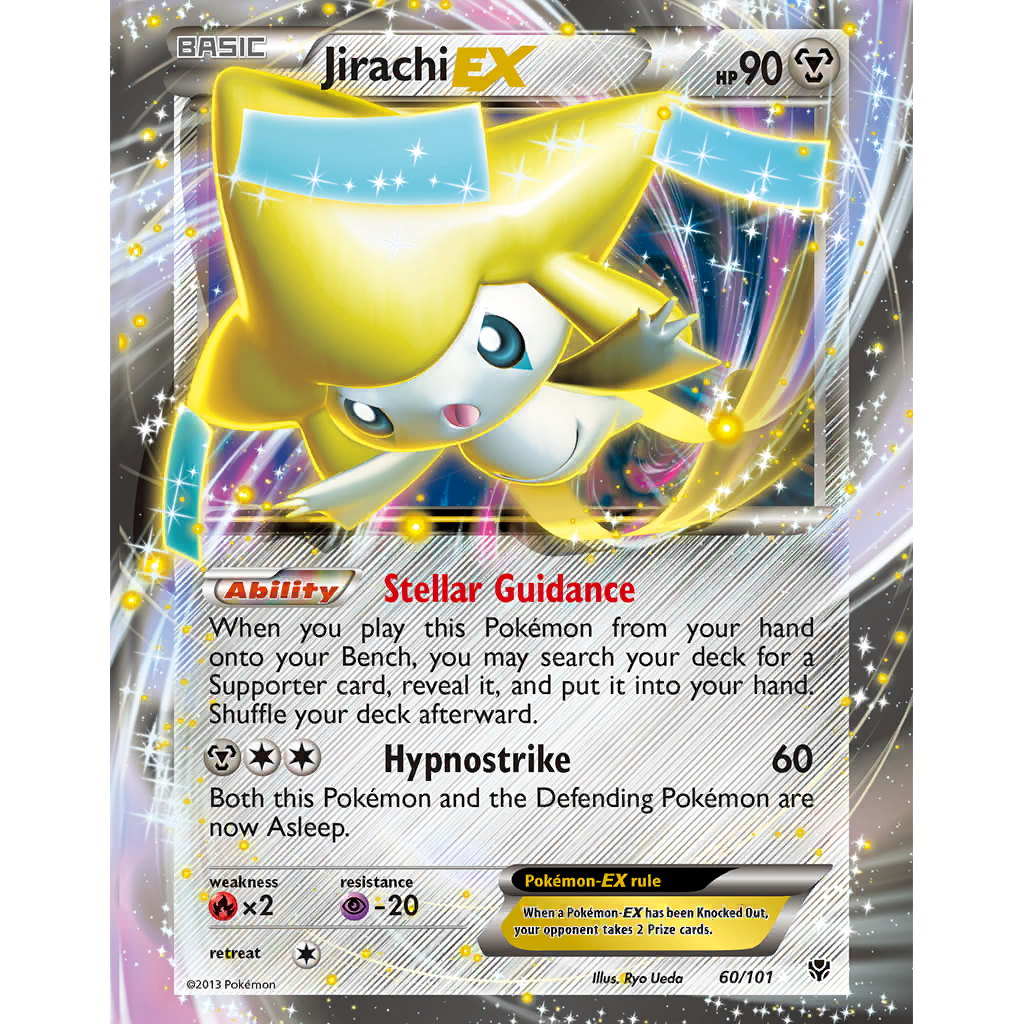 BASIC
Jirachi EX
HP 90
Ability Stellar Guidance
When you play this Pokémon from your hand
onto your Bench, you may search your deck for a
Supporter card, reveal it, and put it into your hand.
Shuffle your deck afterward.
Hypnostrike 60
Both this Pokémon and the Defending Pokémon are
now Asleep.
weakness resistance
×2 -20
retreat
Pokémon-EX rule
When a Pokémon-EX has been Knocked Out,
your opponent takes 2 Prize cards.
©2013 Pokémon
Illus. Ryo Ueda 60/101